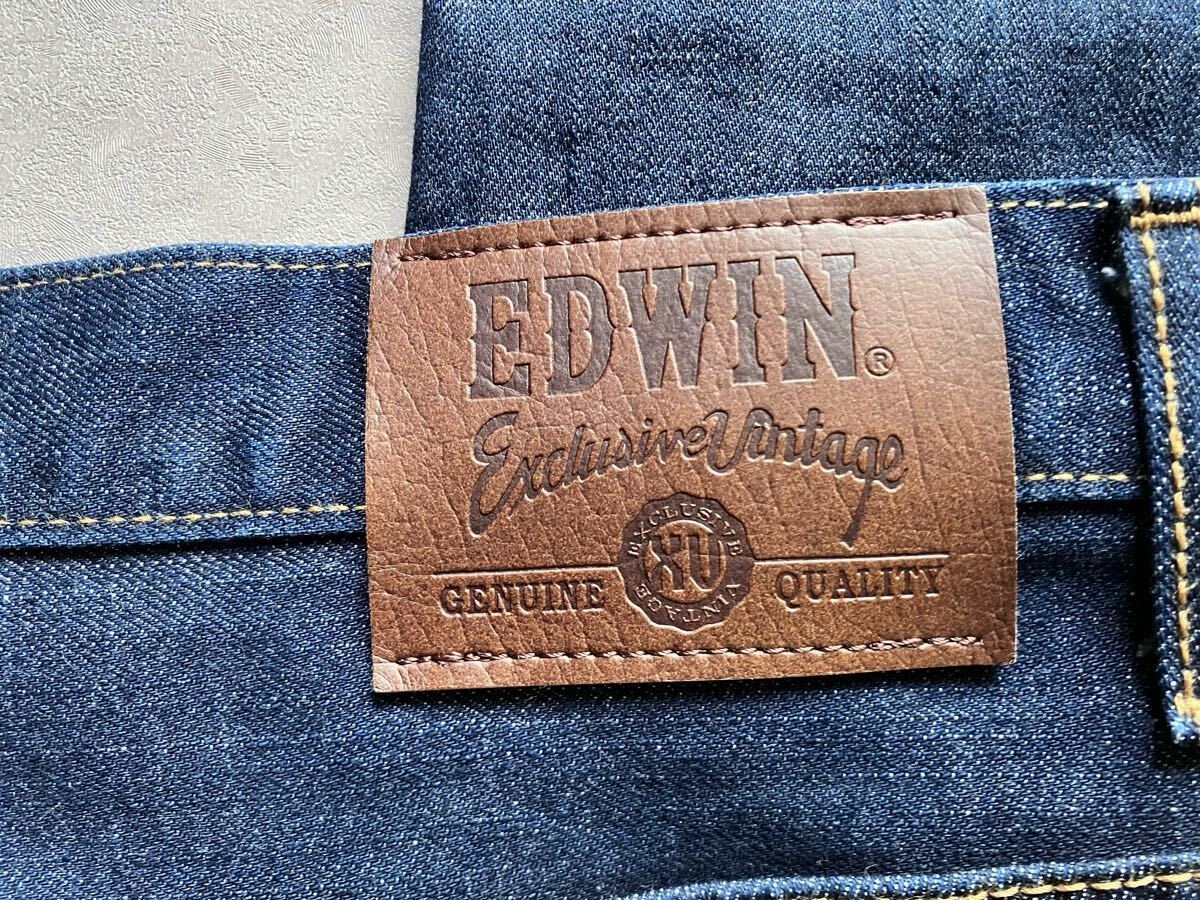 EDWIN®
Exclusive Vintage
EXCLUSIVE
XV
VINTAGE
GENUINE QUALITY